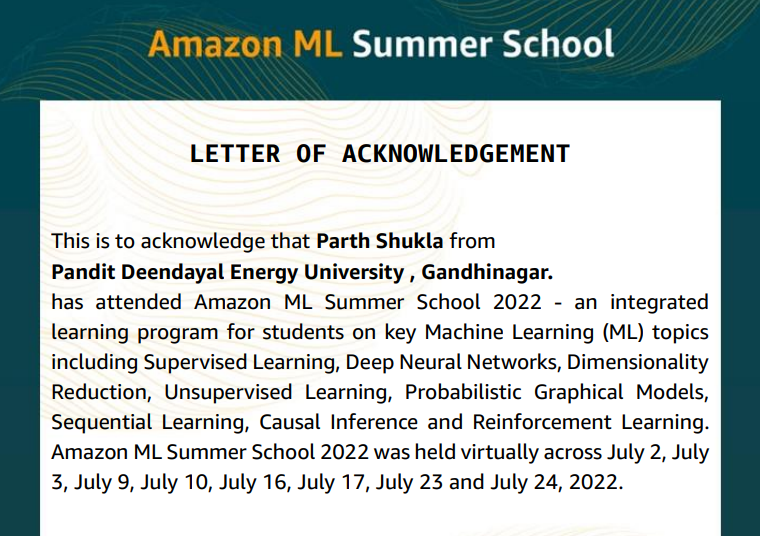 Amazon ML Summer School
LETTER OF ACKNOWLEDGEMENT
This is to acknowledge that Parth Shukla from
Pandit Deendayal Energy University , Gandhinagar.
has attended Amazon ML Summer School 2022 - an integrated
learning program for students on key Machine Learning (ML) topics
including Supervised Learning, Deep Neural Networks, Dimensionality
Reduction, Unsupervised Learning, Probabilistic Graphical Models,
Sequential Learning, Causal Inference and Reinforcement Learning.
Amazon ML Summer School 2022 was held virtually across July 2, July
3, July 9, July 10, July 16, July 17, July 23 and July 24, 2022.